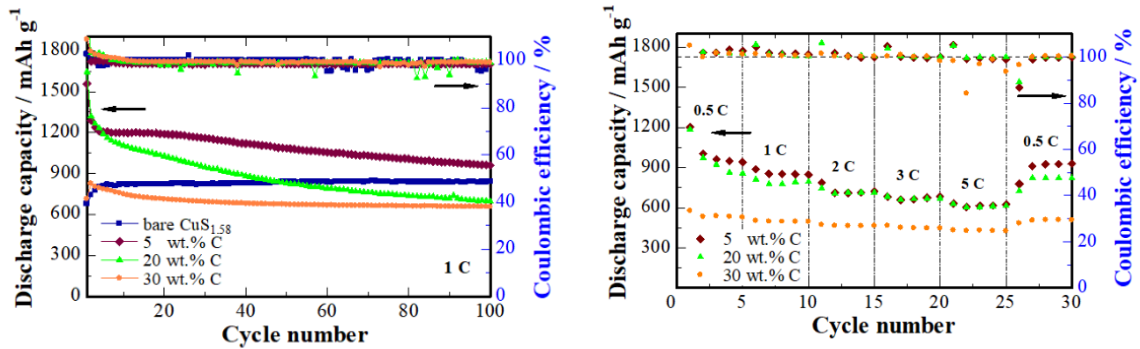 Discharge capacity / mAh g⁻¹
1800
1500
1200
900
600
300
0
100
80
60
40
20
0
Coulombic efficiency / %
bare CuS₁.₅₈
5 wt.% C
20 wt.% C
30 wt.% C
1 C
20 40 60 80 100
Cycle number
Discharge capacity / mAh g⁻¹
1800
1500
1200
900
600
300
100
80
60
40
20
0
Coulombic efficiency / %
0.5 C
1 C
2 C
3 C
5 C
0.5 C
5 wt.% C
20 wt.% C
30 wt.% C
0 5 10 15 20 25 30
Cycle number